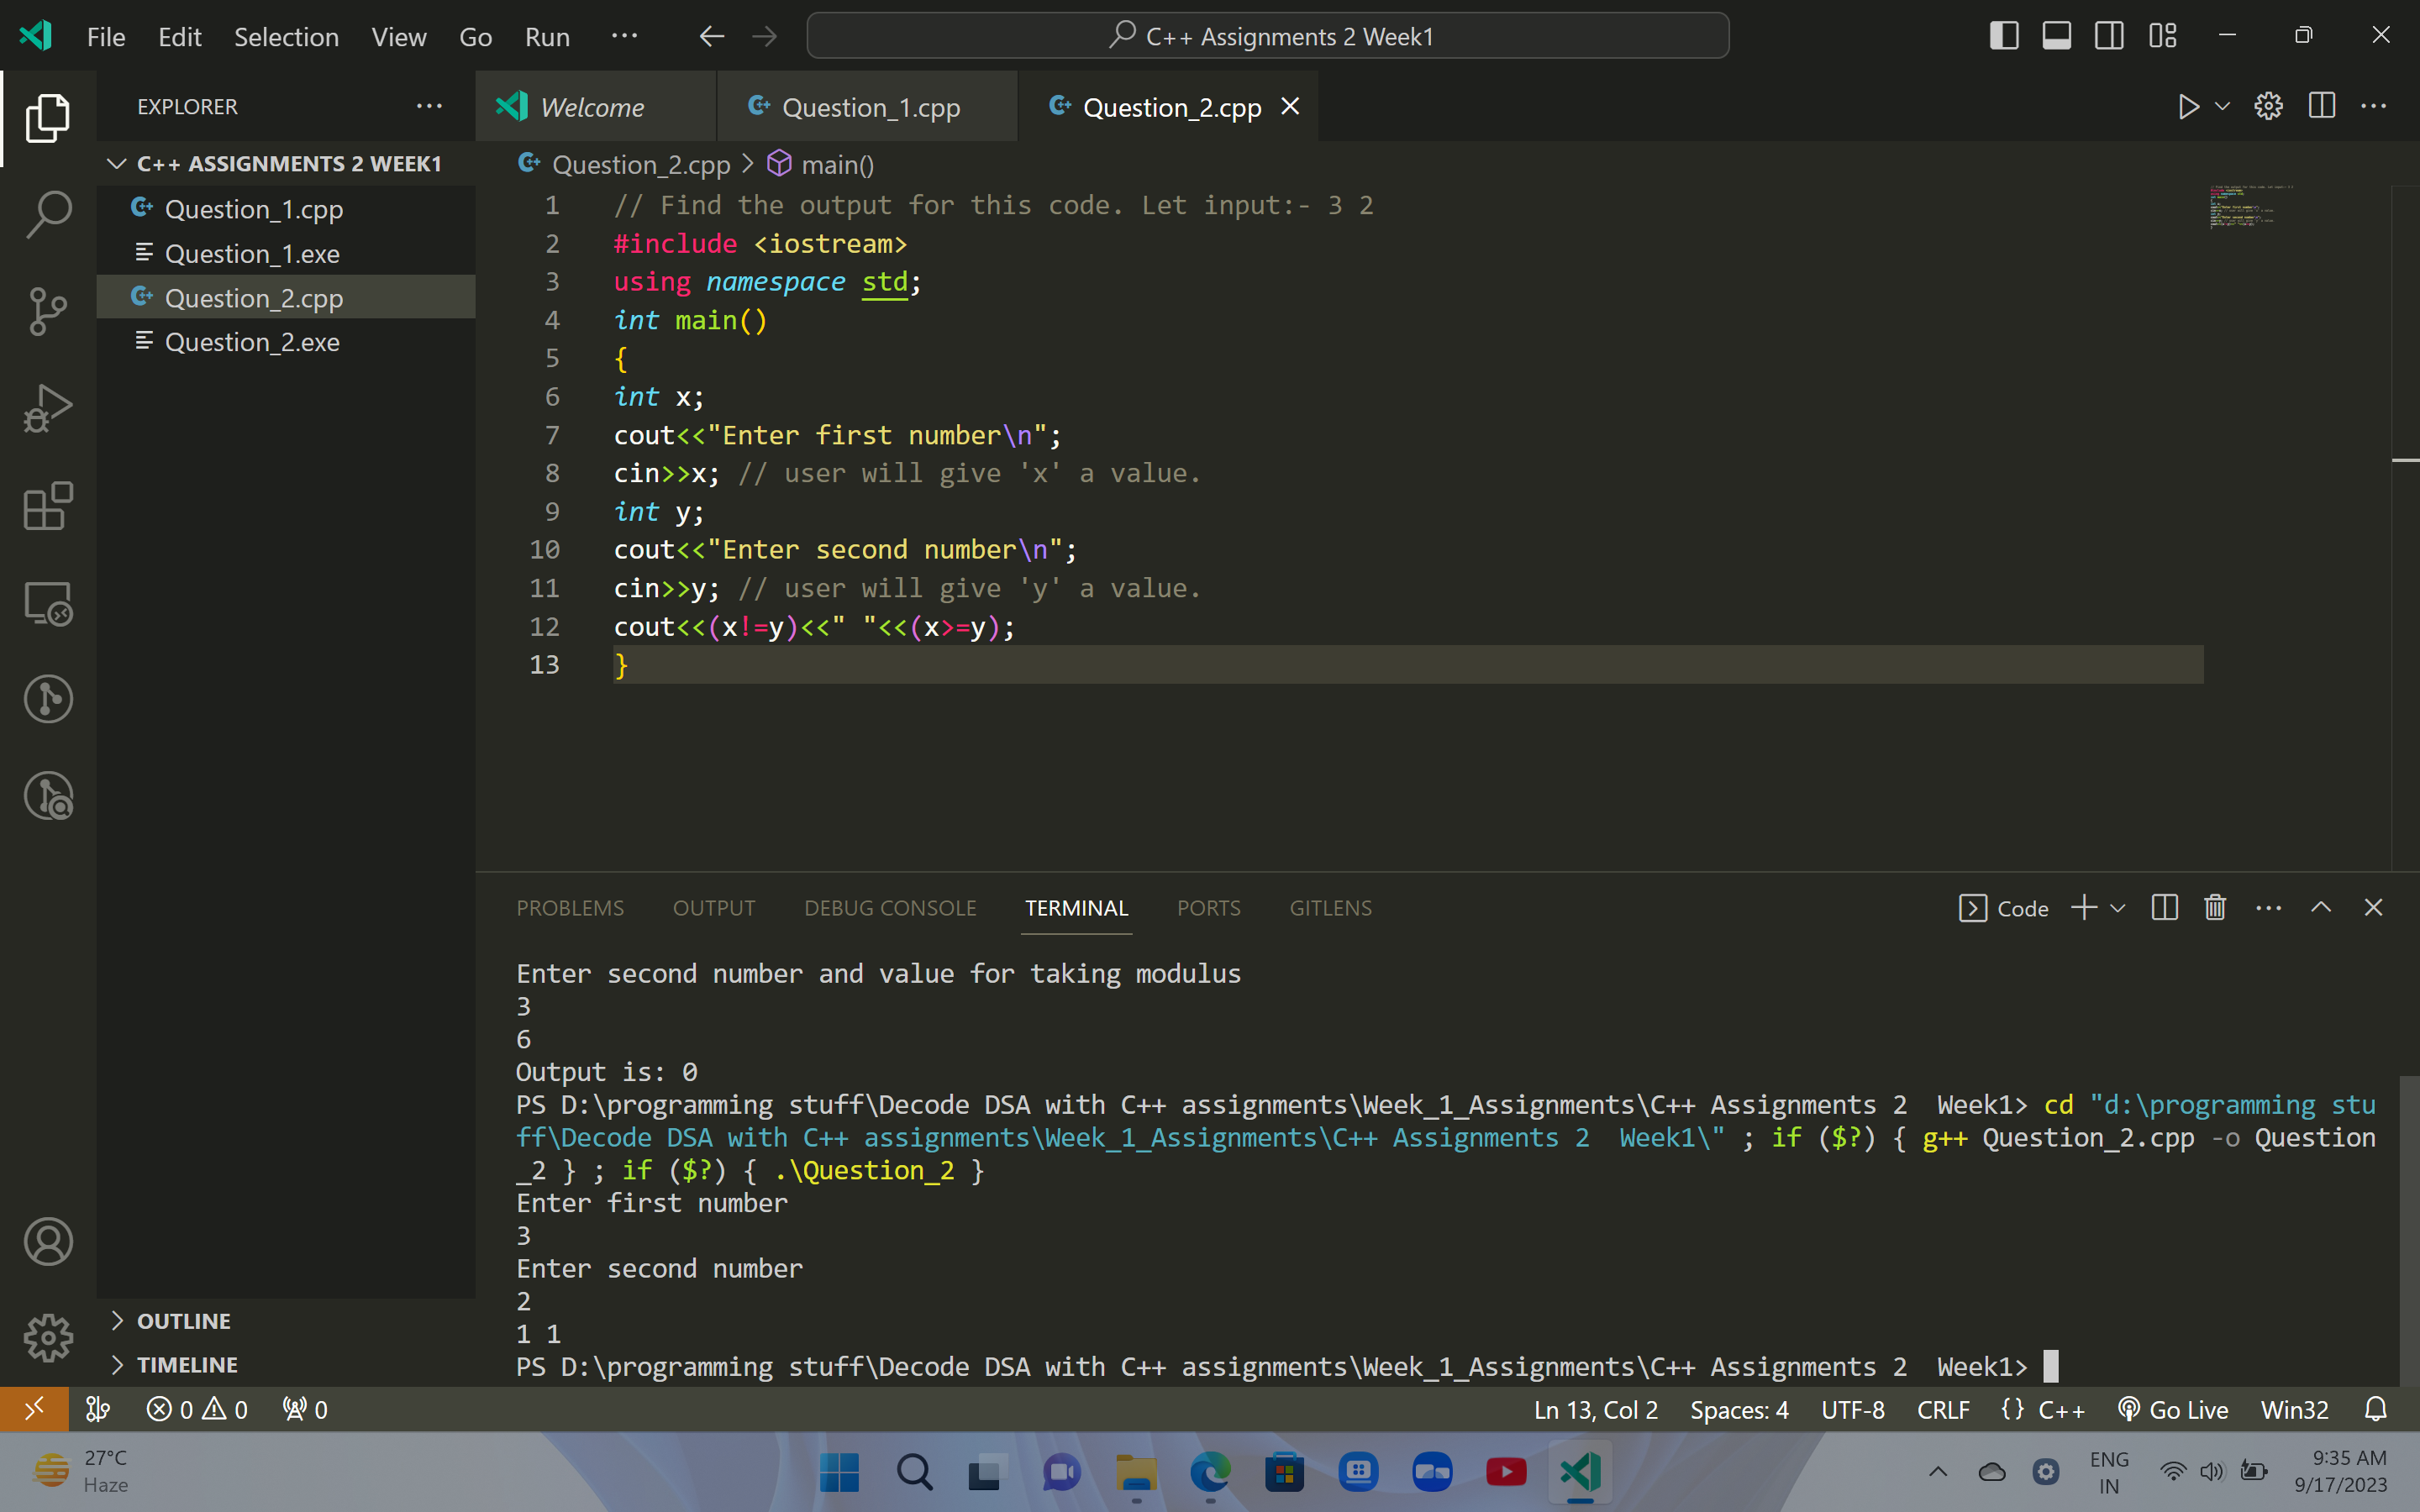 File Edit Selection View Go Run ···
C++ Assignments 2 Week1
EXPLORER
Welcome
Question_1.cpp
Question_2.cpp
C++ ASSIGNMENTS 2 WEEK1
Question_1.cpp
Question_1.exe
Question_2.cpp
Question_2.exe
Question_2.cpp > main()
1 // Find the output for this code. Let input:- 3 2
2 #include <iostream>
3 using namespace std;
4 int main()
5 {
6 int x;
7 cout<<"Enter first number\n";
8 cin>>x; // user will give 'x' a value.
9 int y;
10 cout<<"Enter second number\n";
11 cin>>y; // user will give 'y' a value.
12 cout<<(x!=y)<<" "<<(x>=y);
13 }
PROBLEMS OUTPUT DEBUG CONSOLE TERMINAL PORTS GITLENS
Code
Enter second number and value for taking modulus
3
6
Output is: 0
PS D:\programming stuff\Decode DSA with C++ assignments\Week_1_Assignments\C++ Assignments 2  Week1> cd "d:\programming stu
ff\Decode DSA with C++ assignments\Week_1_Assignments\C++ Assignments 2  Week1\" ; if ($?) { g++ Question_2.cpp -o Question
_2 } ; if ($?) { .\Question_2 }
Enter first number
3
Enter second number
2
1 1
PS D:\programming stuff\Decode DSA with C++ assignments\Week_1_Assignments\C++ Assignments 2  Week1>
OUTLINE
TIMELINE
0 0 0
Ln 13, Col 2 Spaces: 4 UTF-8 CRLF {} C++ Go Live Win32
27°C
Haze
ENG
IN
9:35 AM
9/17/2023